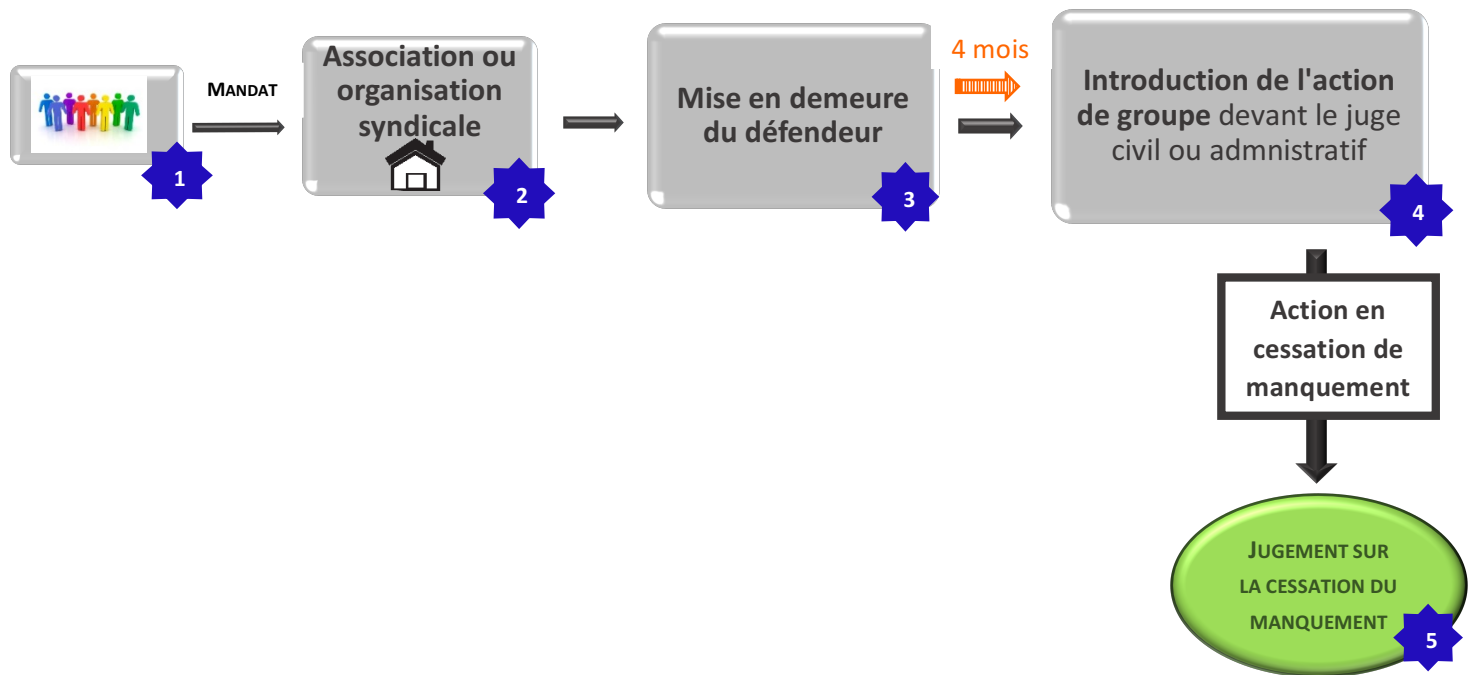 MANDAT
1
Association ou
organisation
syndicale
2
Mise en demeure
du défendeur
3
4 mois
Introduction de l'action
de groupe devant le juge
civil ou admnistratif
4
Action en
cessation de
manquement
JUGEMENT SUR
LA CESSATION DU
MANQUEMENT
5